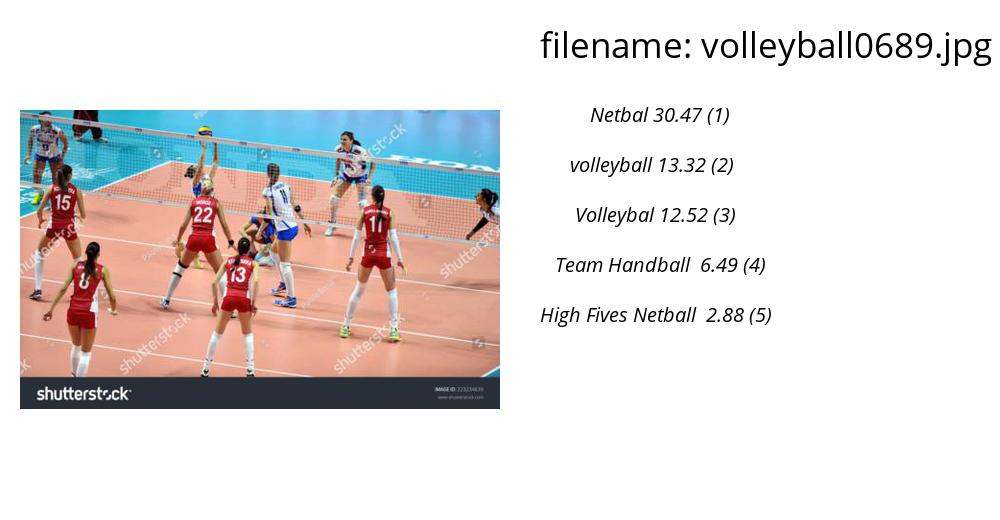 filename: volleyball0689.jpg
Netbal 30.47 (1)
volleyball 13.32 (2)
Volleybal 12.52 (3)
Team Handball 6.49 (4)
High Fives Netball 2.88 (5)
15
22
11
11
6
13
shutterstock
shutterstock
shutterstock
shutterstock
shutterstock
IMAGE ID: 223234639
www.shutterstock.com